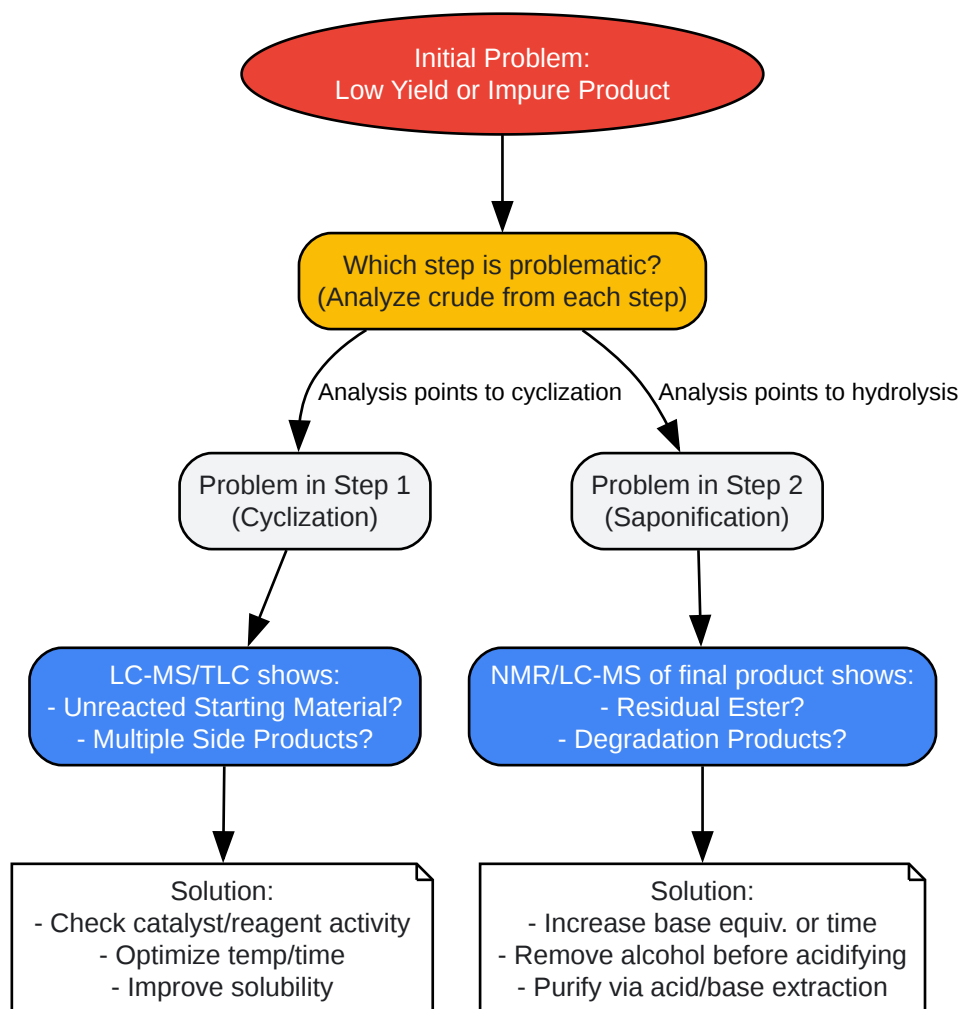 Initial Problem:
Low Yield or Impure Product
Which step is problematic?
(Analyze crude from each step)
Analysis points to cyclization
Analysis points to hydrolysis
Problem in Step 1
(Cyclization)
Problem in Step 2
(Saponification)
LC-MS/TLC shows:
- Unreacted Starting Material?
- Multiple Side Products?
NMR/LC-MS of final product shows:
- Residual Ester?
- Degradation Products?
Solution:
- Check catalyst/reagent activity
- Optimize temp/time
- Improve solubility
Solution:
- Increase base equiv. or time
- Remove alcohol before acidifying
- Purify via acid/base extraction